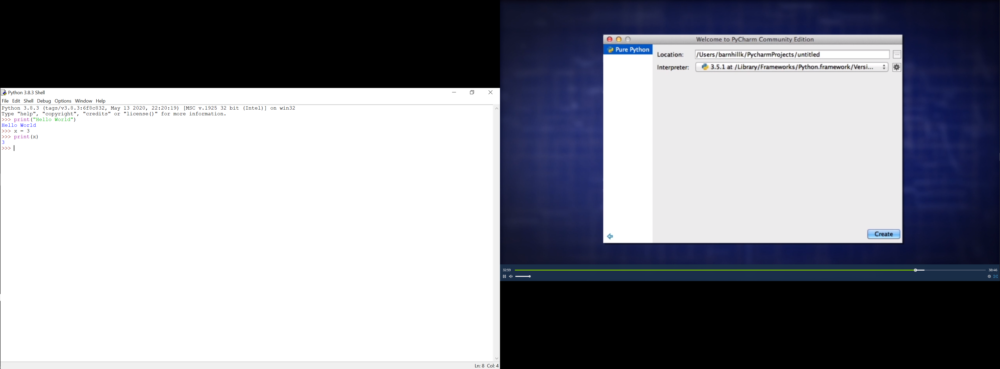 Python 3.8.3 Shell
File Edit Shell Debug Options Window Help
Python 3.8.3 (tags/v3.8.3:6f8c832, May 13 2020, 22:20:19) [MSC v.1925 32 bit (Intel)] on win32
Type "help", "copyright", "credits" or "license()" for more information.
>>> print("Hello World")
Hello World
>>> x = 3
>>> print(x)
3
>>>
Ln: 8 Col: 4
Welcome to PyCharm Community Edition
Pure Python
Location: /Users/barnhillk/PycharmProjects/untitled ...
Interpreter: 3.5.1 at /Library/Frameworks/Python.framework/Versi...
Create
32:59 38:46